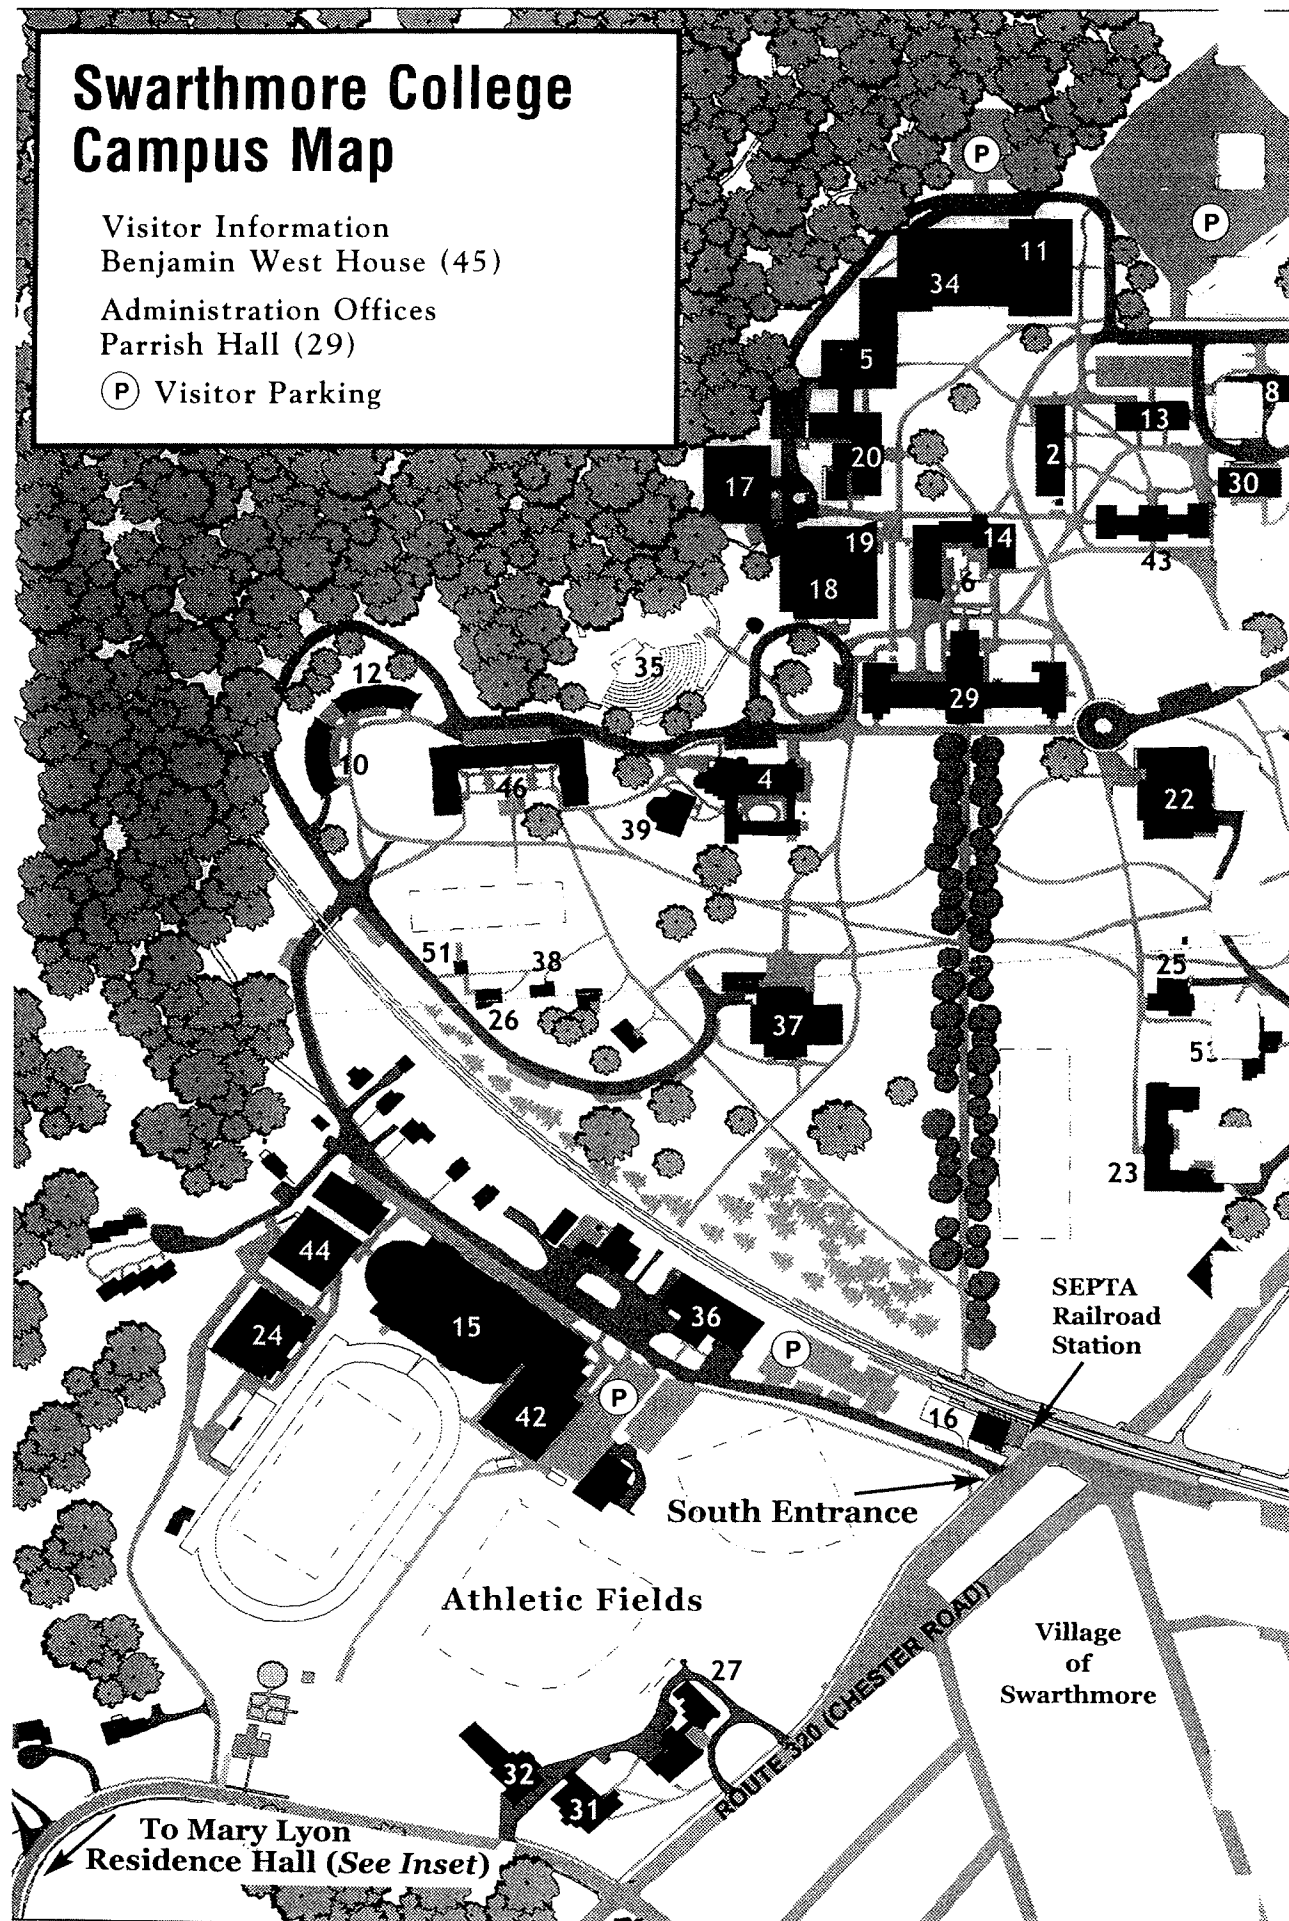 Swarthmore College
Campus Map
Visitor Information
Benjamin West House (45)
Administration Offices
Parrish Hall (29)
P Visitor Parking
P
P
11
34
5
8
13
2
20
17
30
19
14
43
18
6
35
12
29
10
4
46
22
39
51
38
25
26
37
23
44
SEPTA
Railroad
Station
36
15
24
P
P
42
16
South Entrance
Athletic Fields
ROUTE 320 (CHESTER ROAD)
Village
of
Swarthmore
27
32
31
To Mary Lyon
Residence Hall (See Inset)